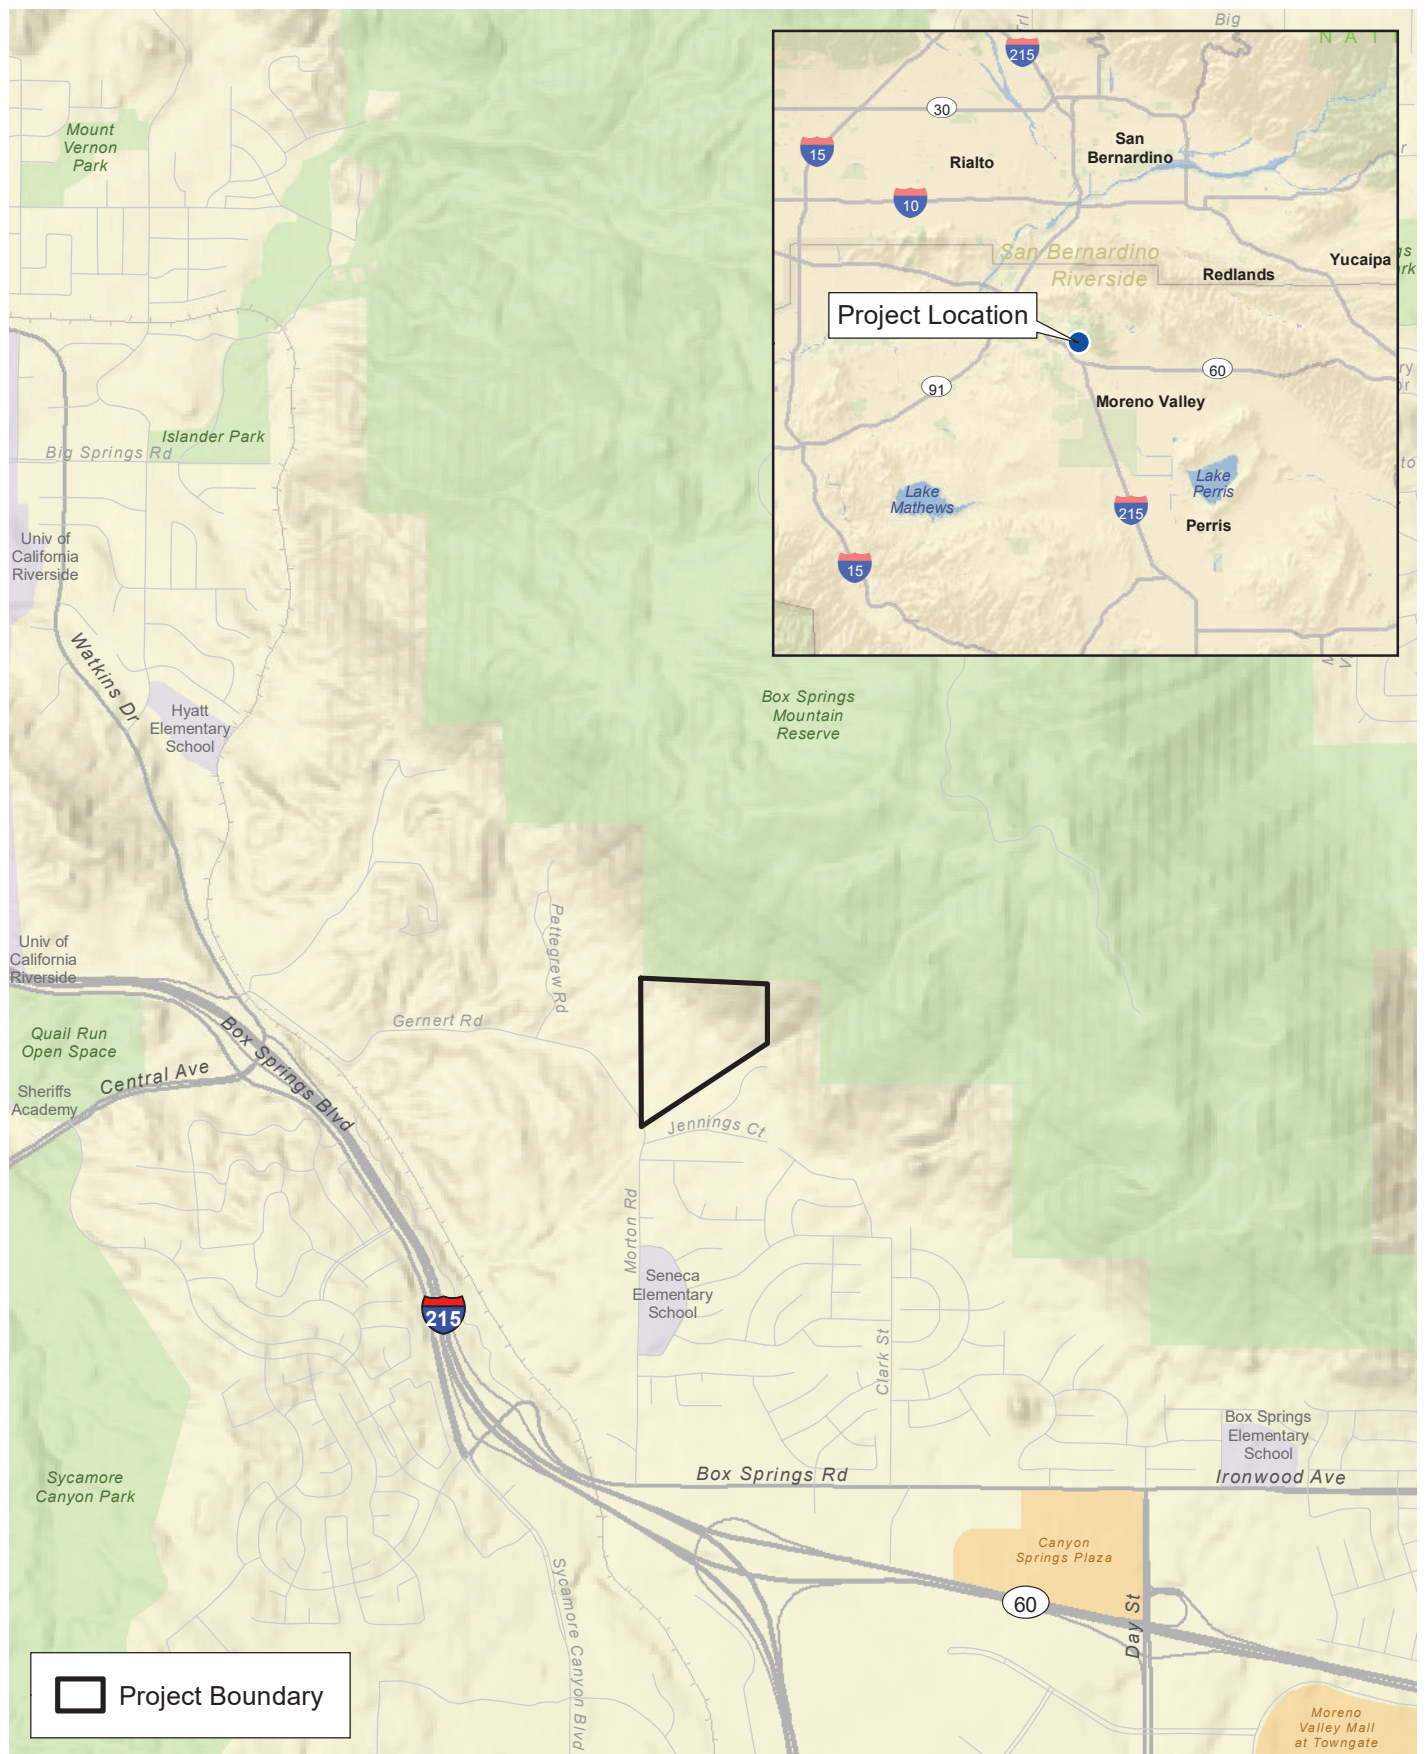 Mount
Vernon
Park
Islander Park
Big Springs Rd
Univ of
California
Riverside
Watkins Dr
Hyatt
Elementary
School
Box Springs
Mountain
Reserve
Pettegrew Rd
Gernert Rd
Univ of
California
Riverside
Quail Run
Open Space
Sheriffs
Academy
Central Ave
Box Springs Blvd
Jennings Ct
Morton Rd
Seneca
Elementary
School
215
Clark St
Box Springs
Elementary
School
Box Springs Rd
Ironwood Ave
Sycamore
Canyon Park
Canyon
Springs Plaza
60
Day St
Sycamore Canyon Blvd
Moreno
Valley Mall
at Towngate
Project Boundary
Big
215
30
15
Rialto
San
Bernardino
10
San Bernardino
Riverside
Redlands
Yucaipa
Project Location
91
60
Moreno Valley
Lake
Mathews
Lake
Perris
215
Perris
15